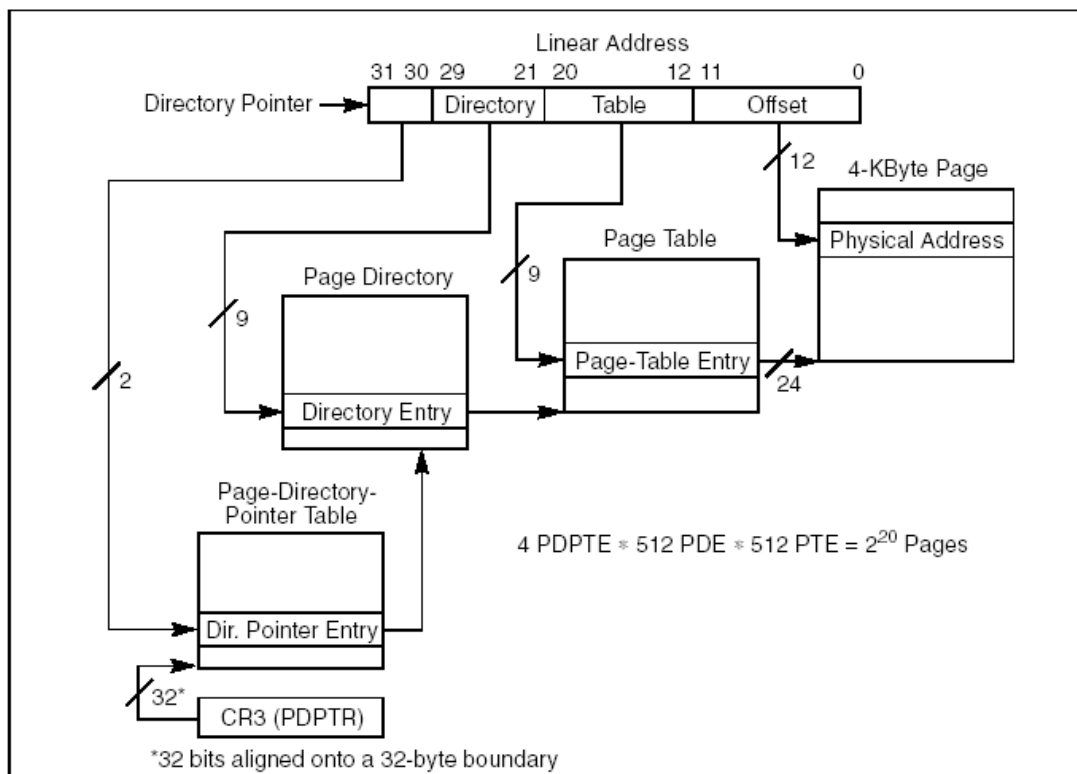 Linear Address
31 30 29 21 20 12 11 0
Directory Pointer
Directory
Table
Offset
12
4-KByte Page
Physical Address
Page Table
9
Page-Table Entry
24
Page Directory
9
Directory Entry
2
Page-Directory-
Pointer Table
Dir. Pointer Entry
4 PDPTE * 512 PDE * 512 PTE = 2²⁰ Pages
32*
CR3 (PDPTR)
*32 bits aligned onto a 32-byte boundary